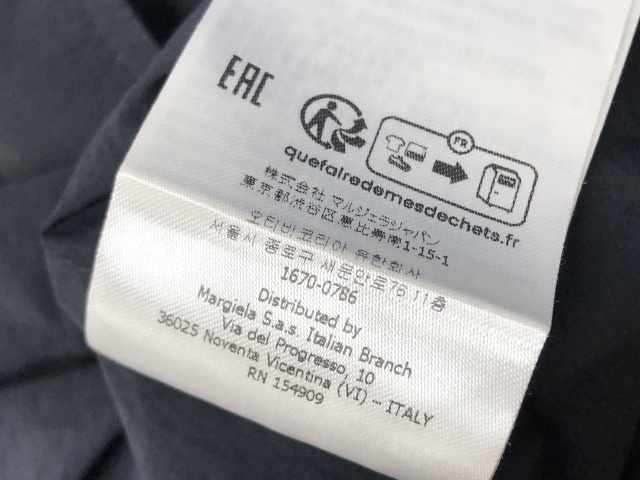 EAC
FR
quefairedemesdechets.fr
株式会社 マルジェラジャパン
東京都渋谷区恵比寿南1-15-1
오티비 코리아 유한회사
서울시 종로구 새문안로76 11층
1670-0786
Distributed by
Margiela S.a.s. Italian Branch
Via del Progresso, 10
36025 Noventa Vicentina (VI) - ITALY
RN 154909